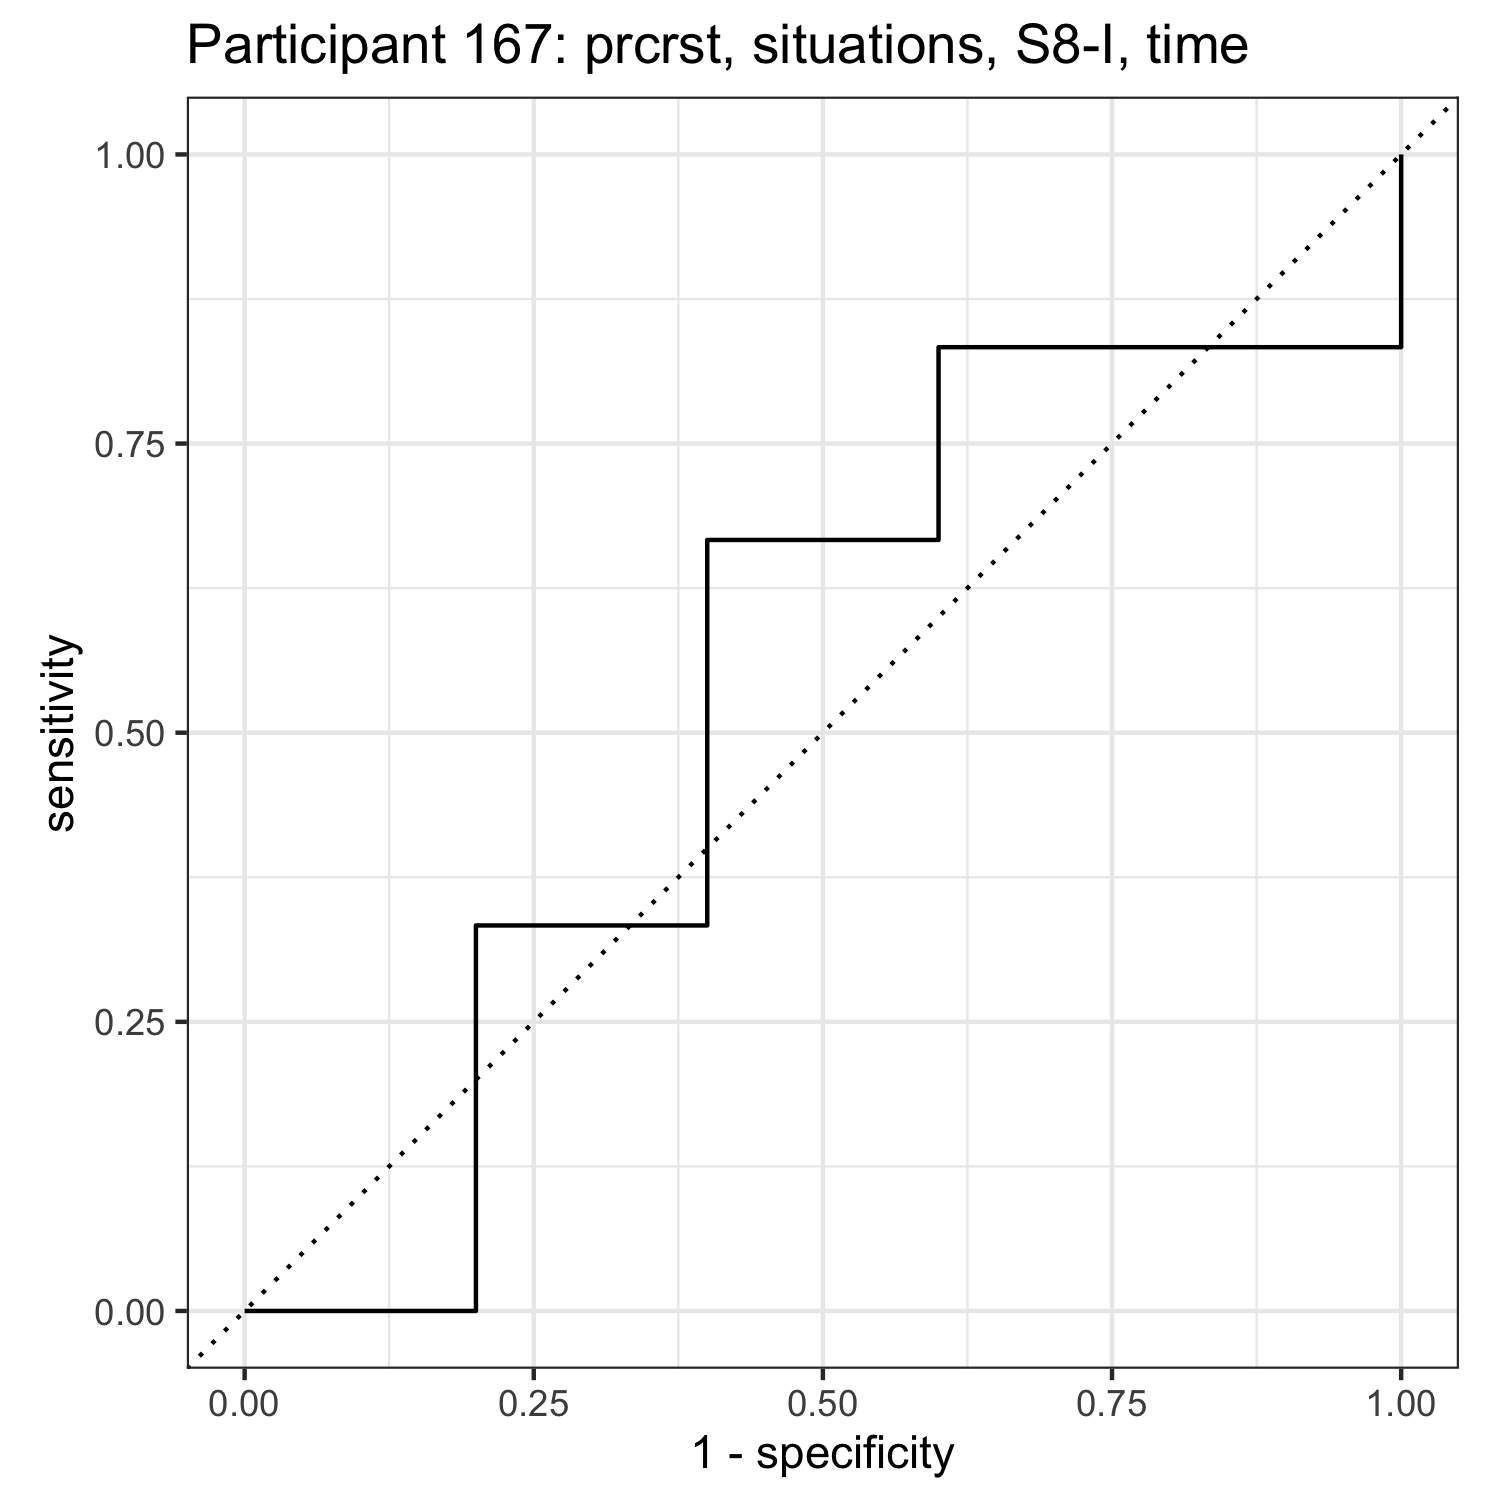 Participant 167: prcrst, situations, S8-I, time
1.00
0.75
0.50
0.25
0.00
sensitivity
0.00 0.25 0.50 0.75 1.00
1 - specificity